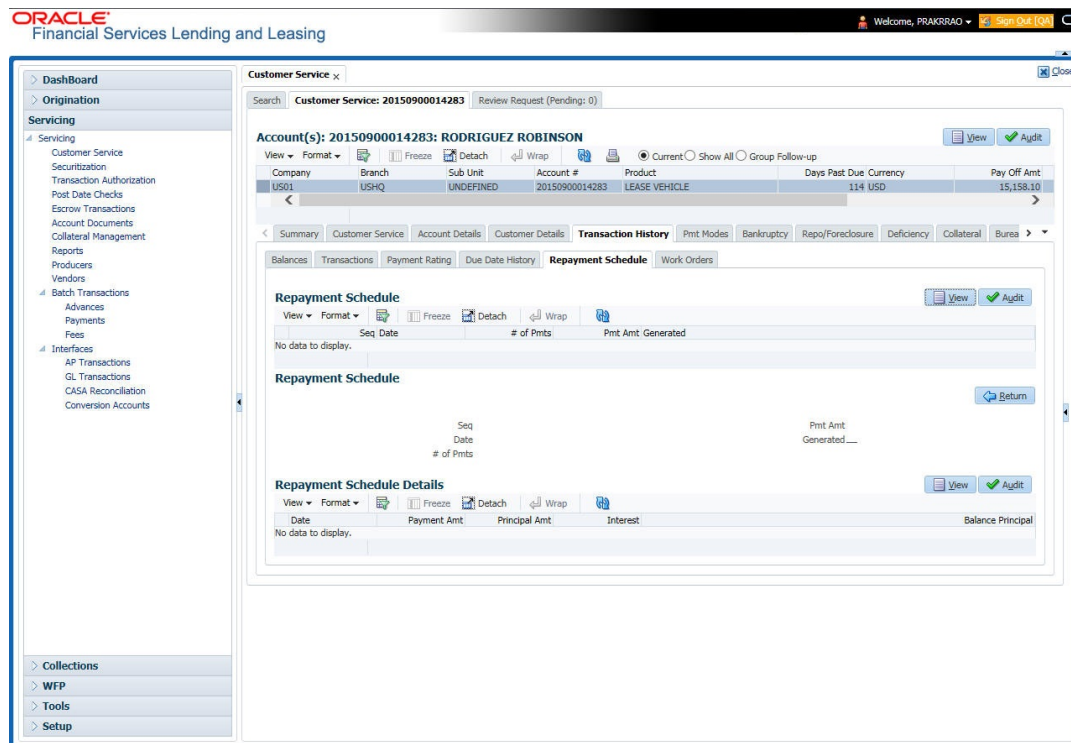 ORACLE
Financial Services Lending and Leasing
Welcome, PRAKRRAO
Sign Out [QA]
DashBoard
Origination
Servicing
Servicing
Customer Service
Securitization
Transaction Authorization
Post Date Checks
Escrow Transactions
Account Documents
Collateral Management
Reports
Producers
Vendors
Batch Transactions
Advances
Payments
Fees
Interfaces
AP Transactions
GL Transactions
CASA Reconciliation
Conversion Accounts
Collections
WFP
Tools
Setup
Customer Service x
Close
Search Customer Service: 20150900014283 Review Request (Pending: 0)
Account(s): 20150900014283: RODRIGUEZ ROBINSON View Audit
View Format Freeze Detach Wrap Current Show All Group Follow-up
Company Branch Sub Unit Account # Product Days Past Due Currency Pay Off Amt
US01 USHQ UNDEFINED 20150900014283 LEASE VEHICLE 114 USD 15,158.10
Summary Customer Service Account Details Customer Details Transaction History Pmt Modes Bankruptcy Repo/Foreclosure Deficiency Collateral Burea
Balances Transactions Payment Rating Due Date History Repayment Schedule Work Orders
Repayment Schedule View Audit
View Format Freeze Detach Wrap
Seq Date # of Pmts Pmt Amt Generated
No data to display.
Repayment Schedule
Return
Seq Pmt Amt
Date Generated
# of Pmts
Repayment Schedule Details View Audit
View Format Freeze Detach Wrap
Date Payment Amt Principal Amt Interest Balance Principal
No data to display.